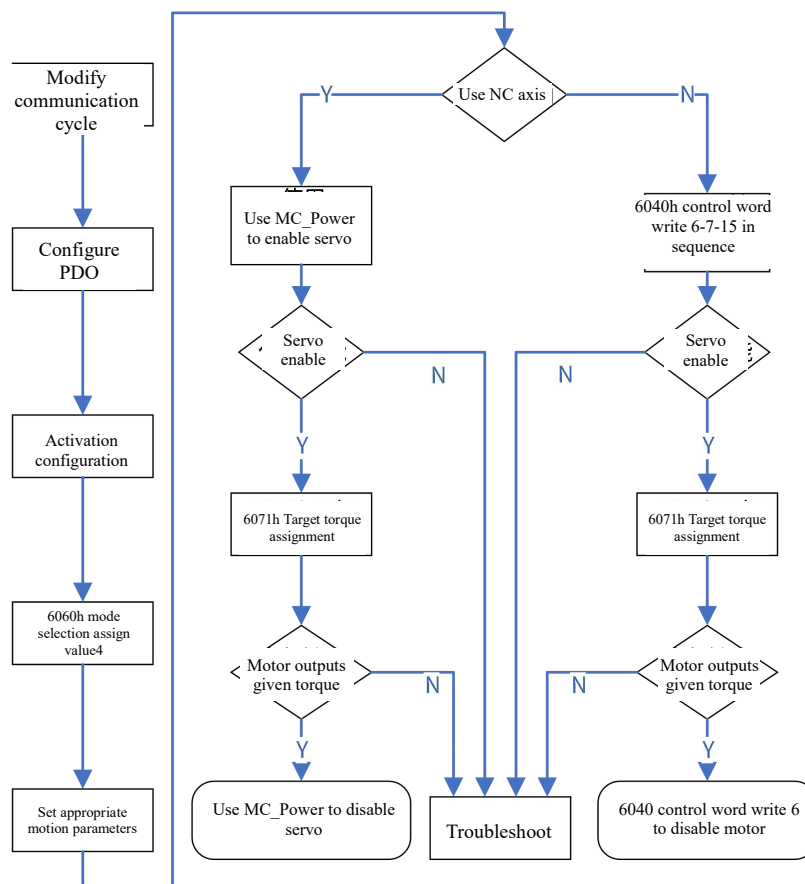 Modify
communication
cycle
Configure
PDO
Activation
configuration
6060h mode
selection assign
value4
Set appropriate
motion parameters
Use NC axis
Y
N
Use MC_Power
to enable servo
Servo
enable
N
Y
6071h Target torque
assignment
Motor outputs
given torque
N
Y
Use MC_Power to disable
servo
6040h control word
write 6-7-15 in
sequence
Servo
enable
N
Y
6071h Target torque
assignment
Motor outputs
given torque
N
Y
6040 control word write 6
to disable motor
Troubleshoot